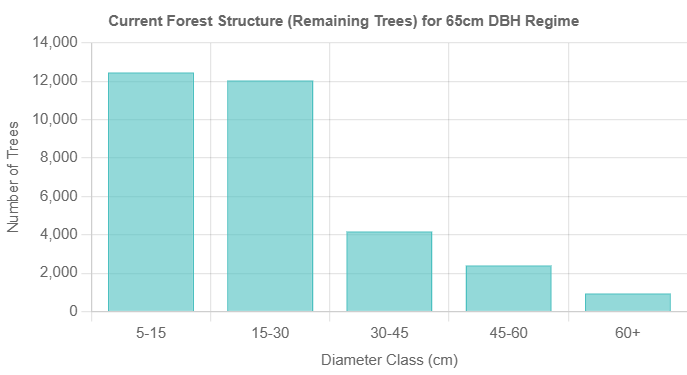 Current Forest Structure (Remaining Trees) for 65cm DBH Regime
14,000
12,000
10,000
8,000
6,000
4,000
2,000
0
Number of Trees
5-15 15-30 30-45 45-60 60+
Diameter Class (cm)